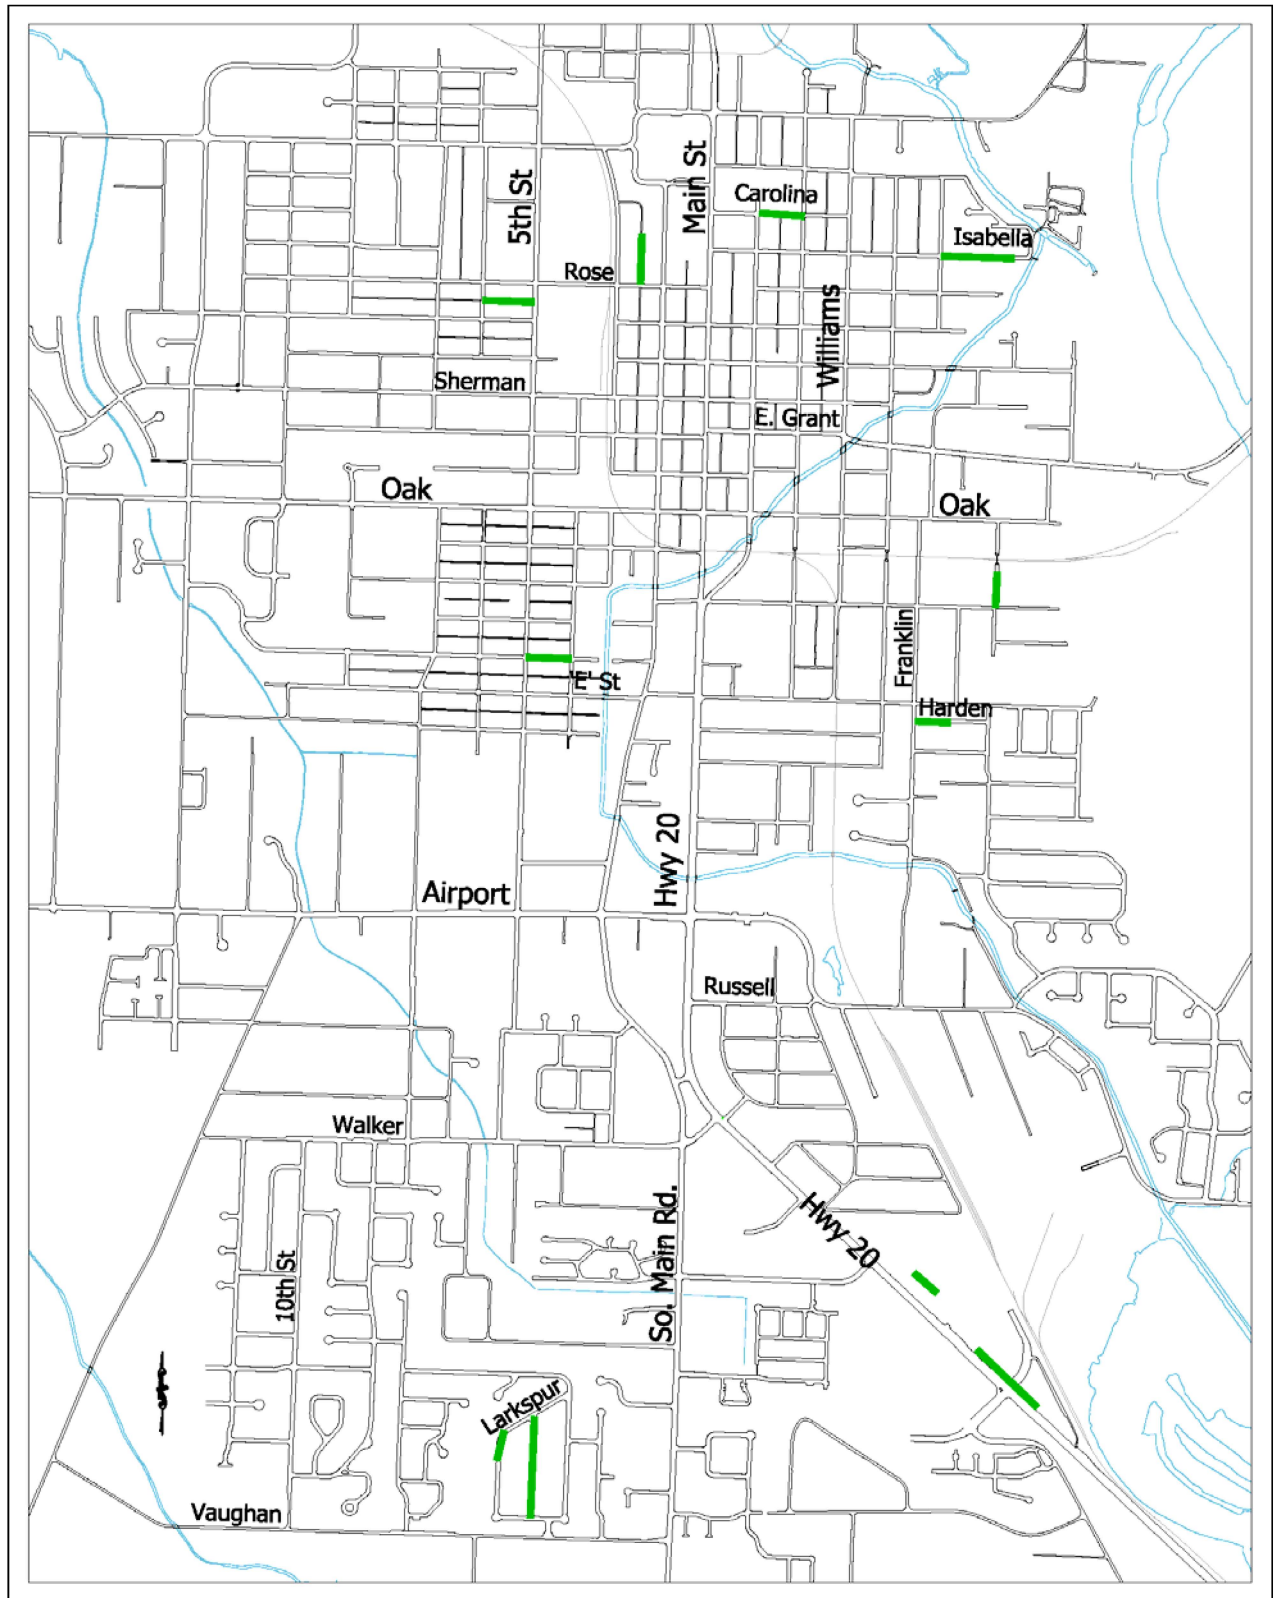 Main St
5th St
Carolina
Isabella
Rose
Williams
Sherman
E. Grant
Oak
Oak
Franklin
'E' St
Harden
Hwy 20
Airport
Russell
Walker
So. Main Rd.
Hwy 20
10th St
Larkspur
Vaughan